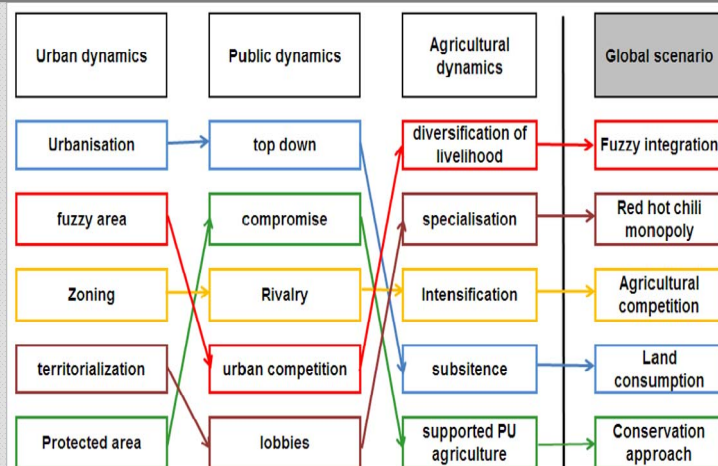 Urban dynamics
Public dynamics
Agricultural
dynamics
Global scenario
Urbanisation
top down
diversification of
livelihood
Fuzzy integration
fuzzy area
compromise
specialisation
Red hot chili
monopoly
Zoning
Rivalry
Intensification
Agricultural
competition
territorialization
urban competition
subsitence
Land
consumption
Protected area
lobbies
supported PU
agriculture
Conservation
approach